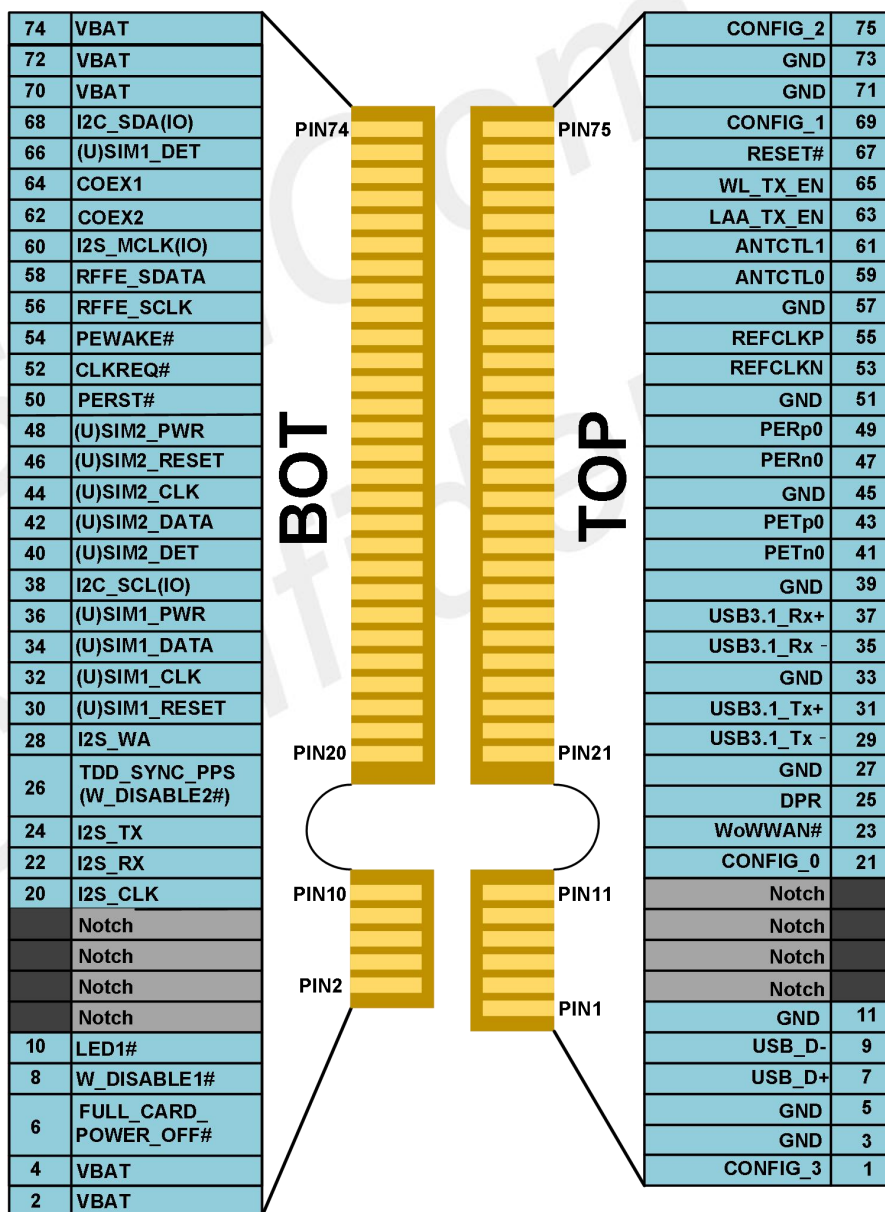 74 VBAT
72 VBAT
70 VBAT
68 I2C_SDA(IO)
66 (U)SIM1_DET
64 COEX1
62 COEX2
60 I2S_MCLK(IO)
58 RFFE_SDATA
56 RFFE_SCLK
54 PEWAKE#
52 CLKREQ#
50 PERST#
48 (U)SIM2_PWR
46 (U)SIM2_RESET
44 (U)SIM2_CLK
42 (U)SIM2_DATA
40 (U)SIM2_DET
38 I2C_SCL(IO)
36 (U)SIM1_PWR
34 (U)SIM1_DATA
32 (U)SIM1_CLK
30 (U)SIM1_RESET
28 I2S_WA
26 TDD_SYNC_PPS
(W_DISABLE2#)
24 I2S_TX
22 I2S_RX
20 I2S_CLK
Notch
Notch
Notch
Notch
10 LED1#
8 W_DISABLE1#
6 FULL_CARD_
POWER_OFF#
4 VBAT
2 VBAT
PIN74
BOT
PIN20
PIN10
PIN2
PIN75
TOP
PIN21
PIN11
PIN1
CONFIG_2 75
GND 73
GND 71
CONFIG_1 69
RESET# 67
WL_TX_EN 65
LAA_TX_EN 63
ANTCTL1 61
ANTCTL0 59
GND 57
REFCLKP 55
REFCLKN 53
GND 51
PERp0 49
PERn0 47
GND 45
PETp0 43
PETn0 41
GND 39
USB3.1_Rx+ 37
USB3.1_Rx - 35
GND 33
USB3.1_Tx+ 31
USB3.1_Tx - 29
GND 27
DPR 25
WoWWAN# 23
CONFIG_0 21
Notch
Notch
Notch
Notch
GND 11
USB_D- 9
USB_D+ 7
GND 5
GND 3
CONFIG_3 1